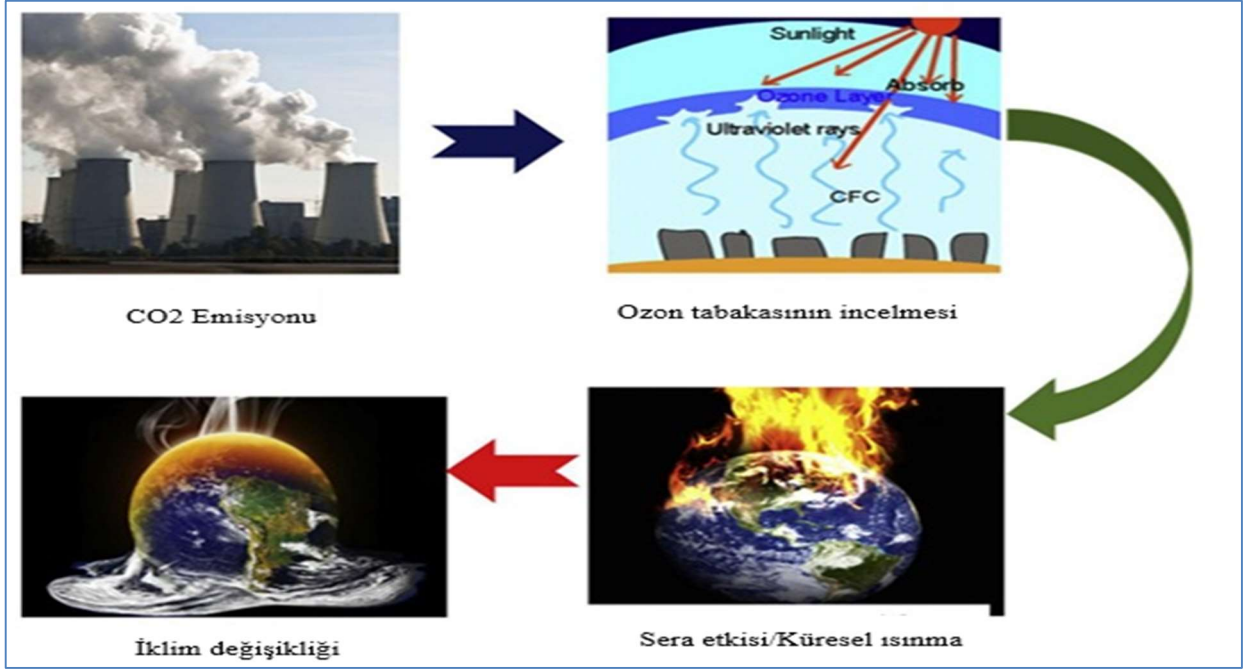 Sunlight
Absorb
Ozone Layer
Ultraviolet rays
CFC
CO2 Emisyonu
Ozon tabakasının incelmesi
İklim değişikliği
Sera etkisi/Küresel ısınma